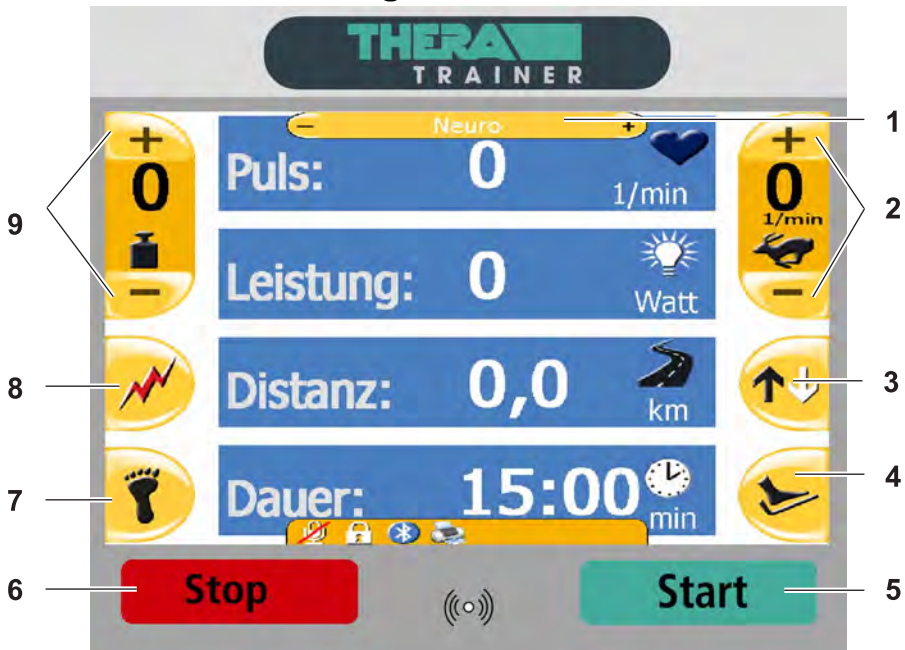 THERA
TRAINER
− Neuro +
1
+
0
−
9
Puls: 0 1/min
+
0
1/min
−
2
Leistung: 0 Watt
8
Distanz: 0,0 km
3
7
Dauer: 15:00 min
4
6
Stop
Start
5